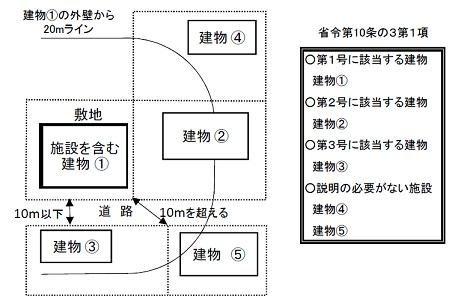 建物①の外壁から
20mライン
建物 ④
敷地
施設を含む
建物 ①
建物 ②
10m以下
道 路
10mを超える
建物 ③
建物 ⑤
省令第10条の3第1項
〇第1号に該当する建物
建物①
〇第2号に該当する建物
建物②
〇第3号に該当する建物
建物③
〇説明の必要がない施設
建物④
建物⑤